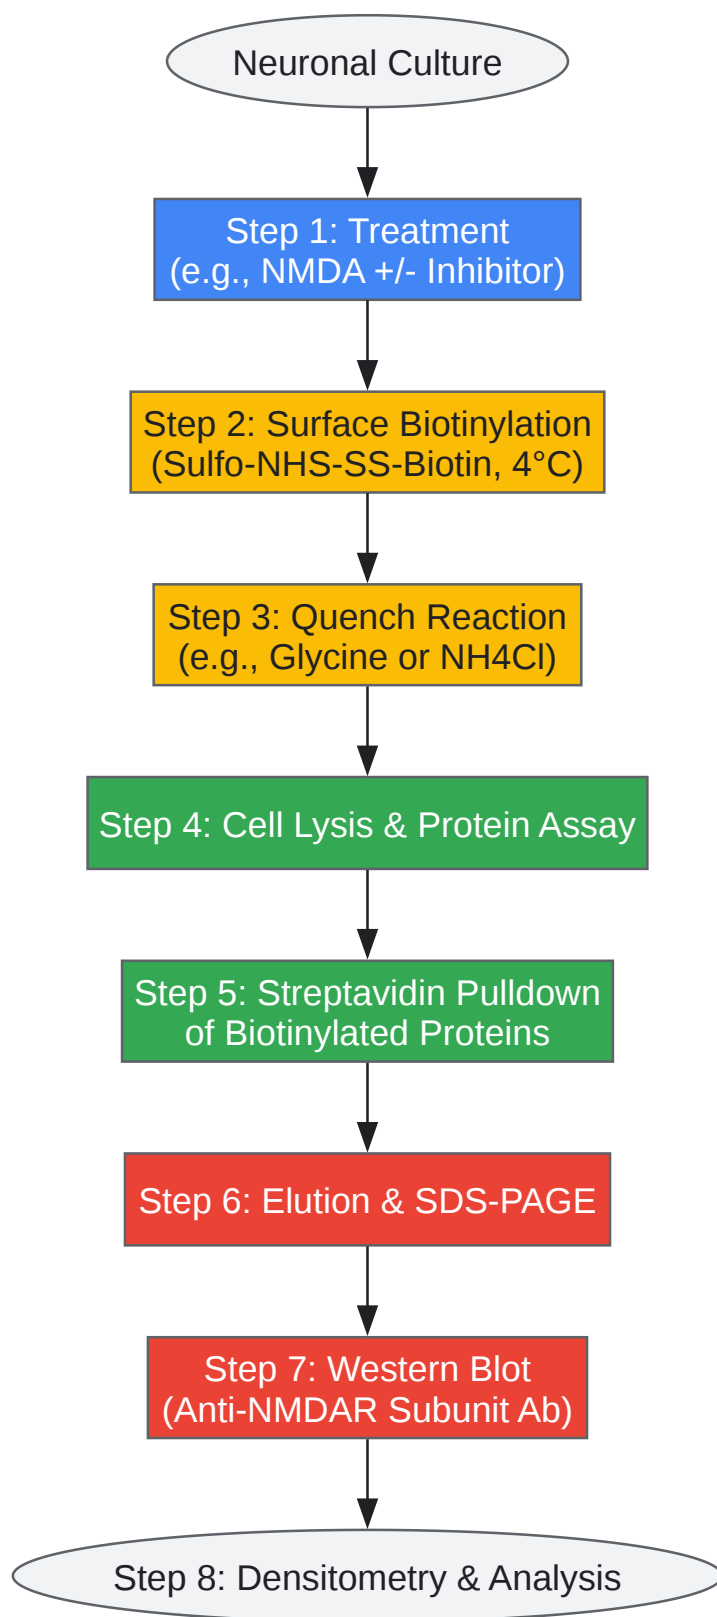 Neuronal Culture
Step 1: Treatment
(e.g., NMDA +/- Inhibitor)
Step 2: Surface Biotinylation
(Sulfo-NHS-SS-Biotin, 4°C)
Step 3: Quench Reaction
(e.g., Glycine or NH4Cl)
Step 4: Cell Lysis & Protein Assay
Step 5: Streptavidin Pulldown
of Biotinylated Proteins
Step 6: Elution & SDS-PAGE
Step 7: Western Blot
(Anti-NMDAR Subunit Ab)
Step 8: Densitometry & Analysis